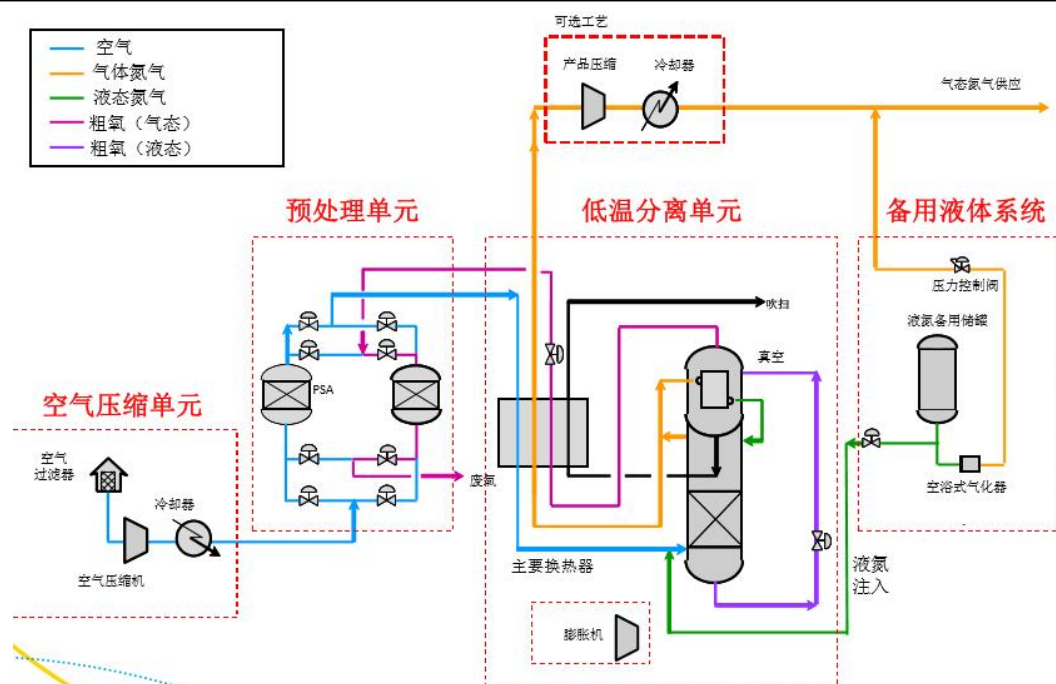 可选工艺
空气
气体氮气
液态氮气
粗氧（气态）
粗氧（液态）
产品压缩
冷却器
气态氮气供应
预处理单元
低温分离单元
备用液体系统
压力控制阀
吹扫
液氮备用储罐
真空
PSA
空气压缩单元
空气
过滤器
废氮
空浴式气化器
冷却器
主要换热器
液氮
注入
空气压缩机
膨胀机